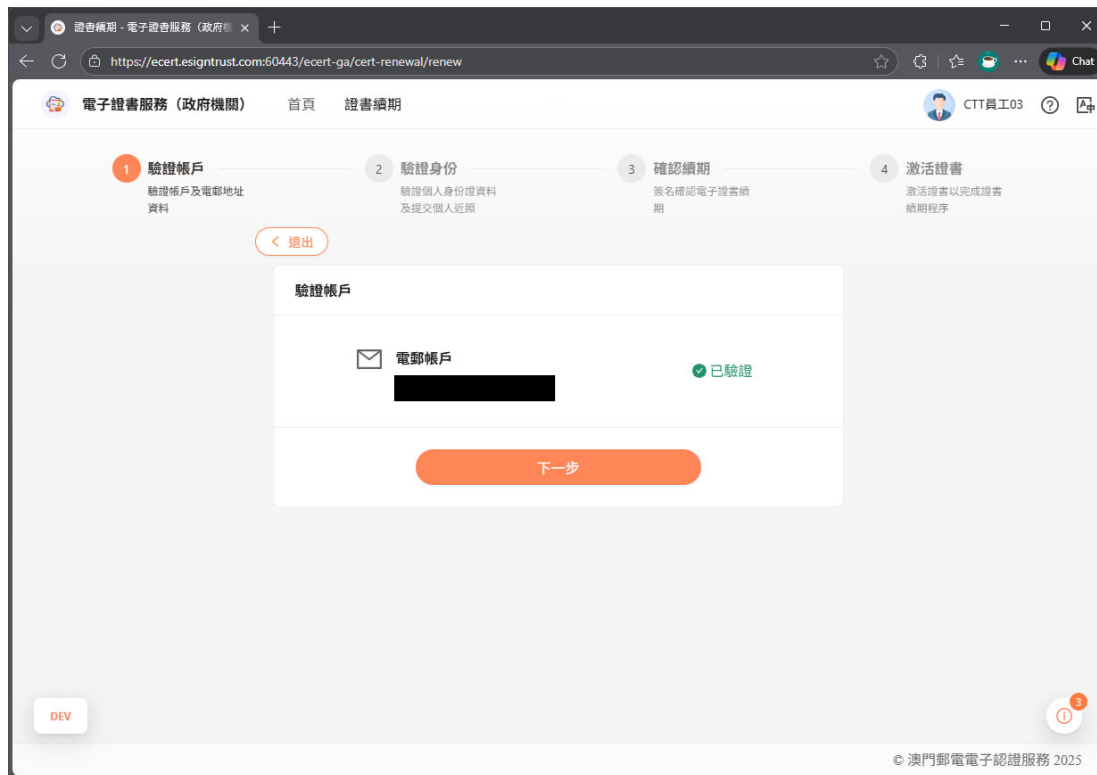 證書續期 - 電子證書服務（政府機
https://ecert.esigntrust.com:60443/ecert-ga/cert-renewal/renew
Chat
電子證書服務（政府機關） 首頁 證書續期 CTT員工03
1 驗證帳戶
驗證帳戶及電郵地址
資料
2 驗證身份
驗證個人身份證資料
及提交個人近照
3 確認續期
簽名確認電子證書續
期
4 激活證書
激活證書以完成證書
續期程序
退出
驗證帳戶
電郵帳戶
已驗證
下一步
DEV
3
© 澳門郵電電子認證服務 2025